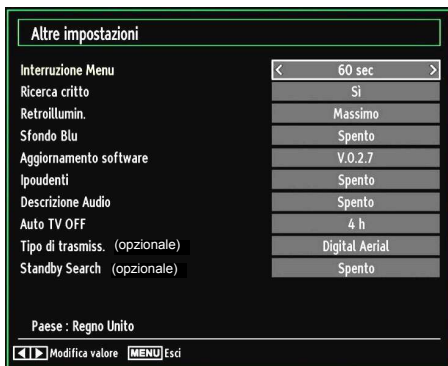 Altre impostazioni
Interruzione Menu < 60 sec >
Ricerca critto Sì
Retroillumin. Massimo
Sfondo Blu Spento
Aggiornamento software V.0.2.7
Ipoudenti Spento
Descrizione Audio Spento
Auto TV OFF 4 h
Tipo di trasmiss. (opzionale) Digital Aerial
Standby Search (opzionale) Spento
Paese : Regno Unito
Modifica valore MENU Esci